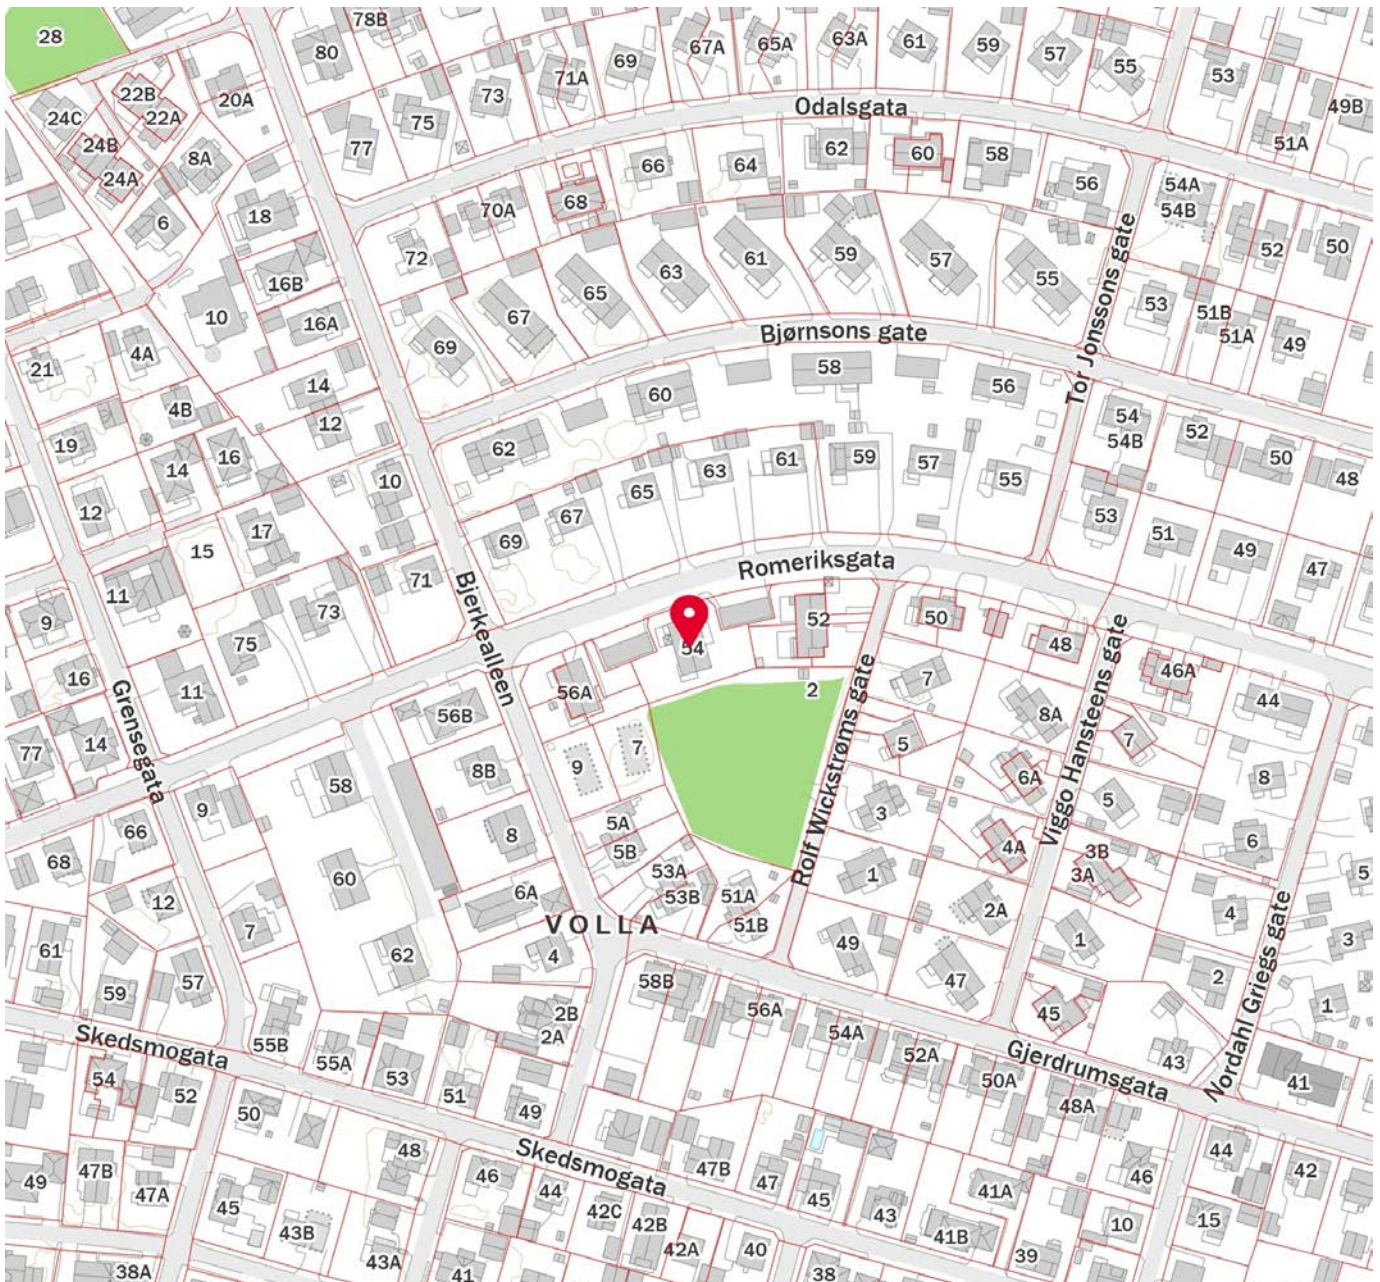 28
78B
80
67A
65A
63A
61
59
57
55
53
49B
69
71A
73
75
77
22B
22A
20A
24C
24B
24A
8A
6
18
Odalsgata
51A
66
64
62
60
58
56
54A
54B
52
50
68
70A
72
16B
10
16A
67
65
63
61
59
57
55
53
51B
51A
49
Tor Jonssons gate
Bjørnsons gate
69
21
4A
4B
14
12
58
60
56
54
54B
52
50
48
19
14
16
62
10
12
17
15
11
9
71
73
75
65
67
69
63
61
59
57
55
53
51
49
47
Romeriksgata
Bjerkealleen
54
52
50
48
46A
44
16
11
77
14
Grensegata
56A
56B
2
7
8A
7
7
9
5
6A
8
58
8B
9
8
5A
5B
3
5
6
Rolf Wickstrøms gate
Viggo Hansteens gate
4A
3B
3A
66
68
60
6A
12
53A
53B
51A
51B
1
2A
1
4
5
3
VOLLA
4
7
62
61
59
57
49
47
2
45
1
58B
56A
54A
52A
50A
48A
43
41
Nordahl Griegs gate
Gjerdrumsgata
2B
2A
Skedsmogata
55B
55A
53
51
49
54
52
50
48
46
44
Skedsmogata
47B
47
45
43
41A
41B
46
44
42
49
47B
47A
45
43B
43A
42C
42B
42A
40
38
39
10
15
38A
41